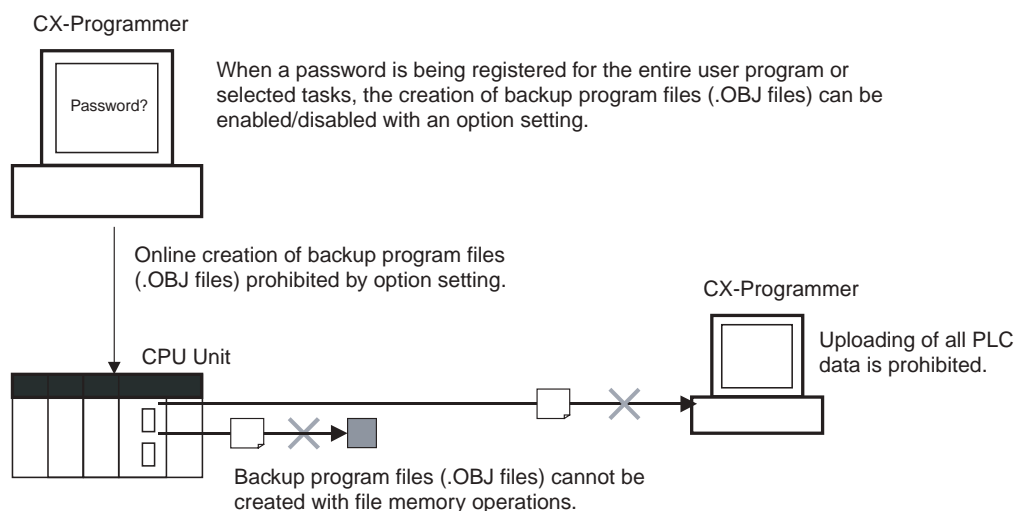 CX-Programmer
Password?
When a password is being registered for the entire user program or
selected tasks, the creation of backup program files (.OBJ files) can be
enabled/disabled with an option setting.
Online creation of backup program files
(.OBJ files) prohibited by option setting.
CX-Programmer
Uploading of all PLC
data is prohibited.
CPU Unit
Backup program files (.OBJ files) cannot be
created with file memory operations.